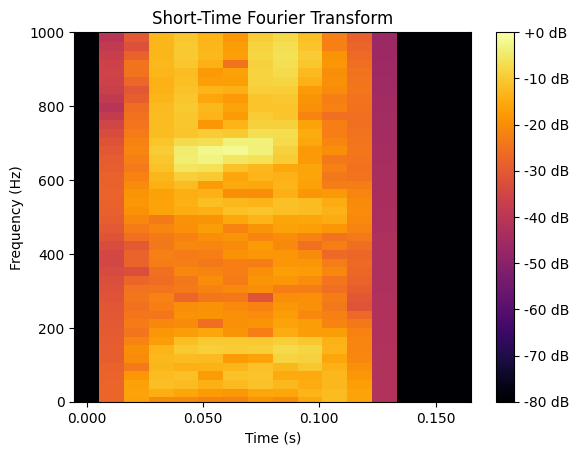 Short-Time Fourier Transform
1000
800
600
400
200
0
Frequency (Hz)
0.000
0.050
0.100
0.150
Time (s)
+0 dB
-10 dB
-20 dB
-30 dB
-40 dB
-50 dB
-60 dB
-70 dB
-80 dB